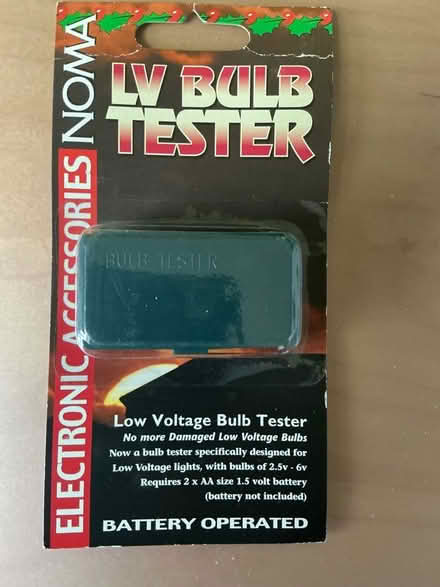 LV BULB
TESTER
ELECTRONIC ACCESSORIES NOMA
BULB TESTER
Low Voltage Bulb Tester
No more Damaged Low Voltage Bulbs
Now a bulb tester specifically designed for
Low Voltage lights, with bulbs of 2.5v - 6v
Requires 2 x AA size 1.5 volt battery
(battery not included)
BATTERY OPERATED